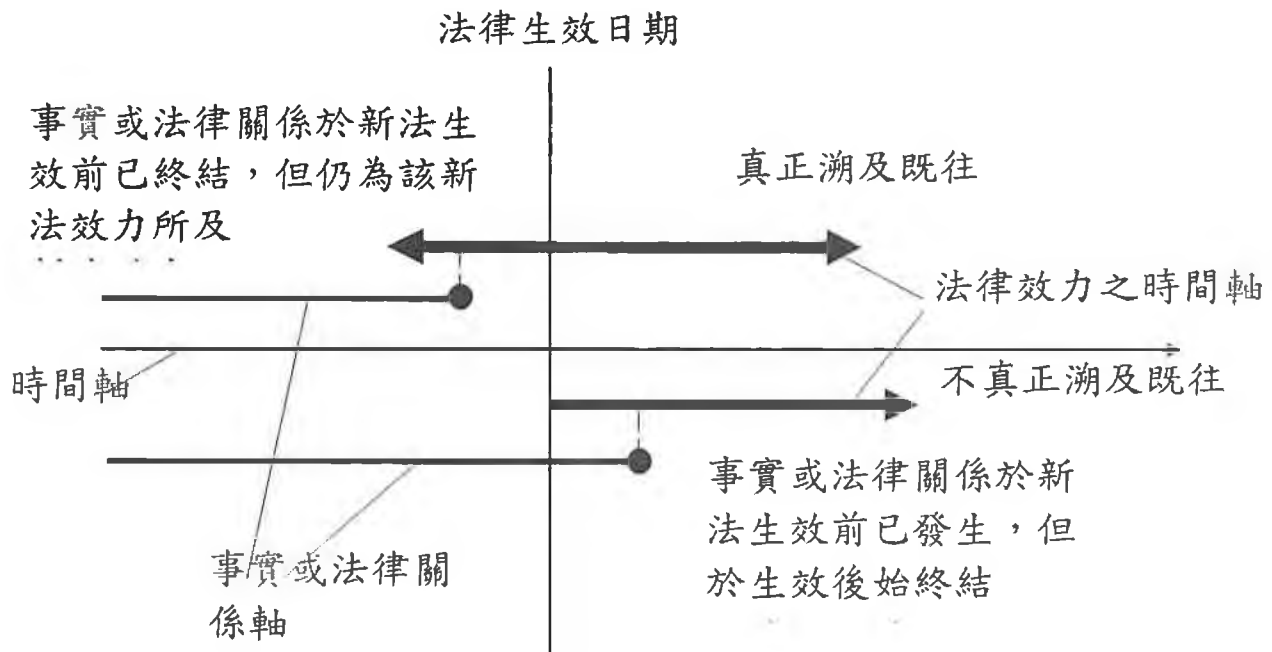 法律生效日期
事實或法律關係於新法生
效前已終結，但仍為該新
法效力所及
真正溯及既往
法律效力之時間軸
時間軸
不真正溯及既往
事實或法律關係於新
法生效前已發生，但
於生效後始終結
事實或法律關
係軸